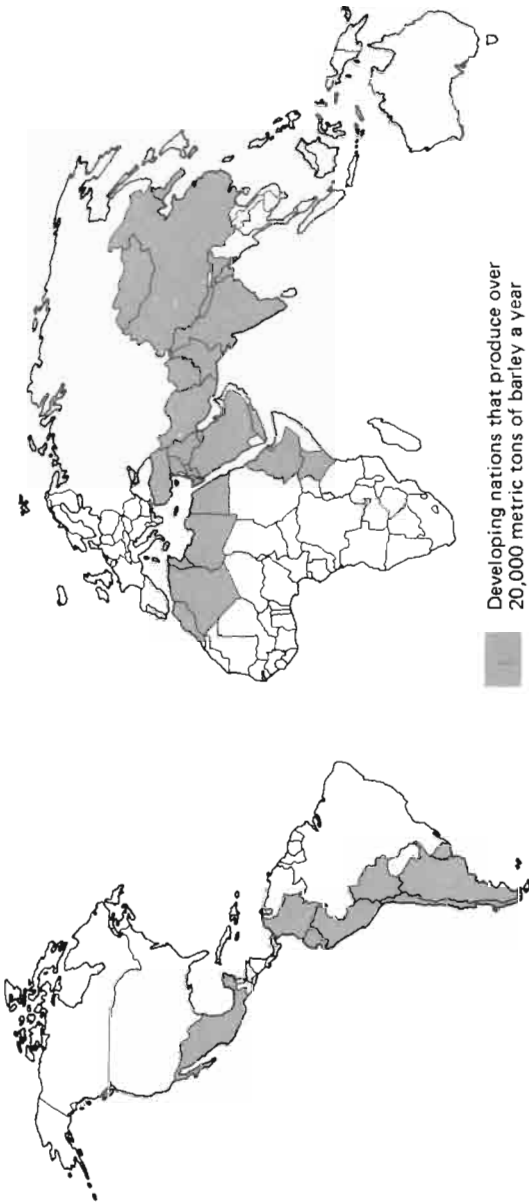 Developing nations that produce over
20,000 metric tons of barley a year